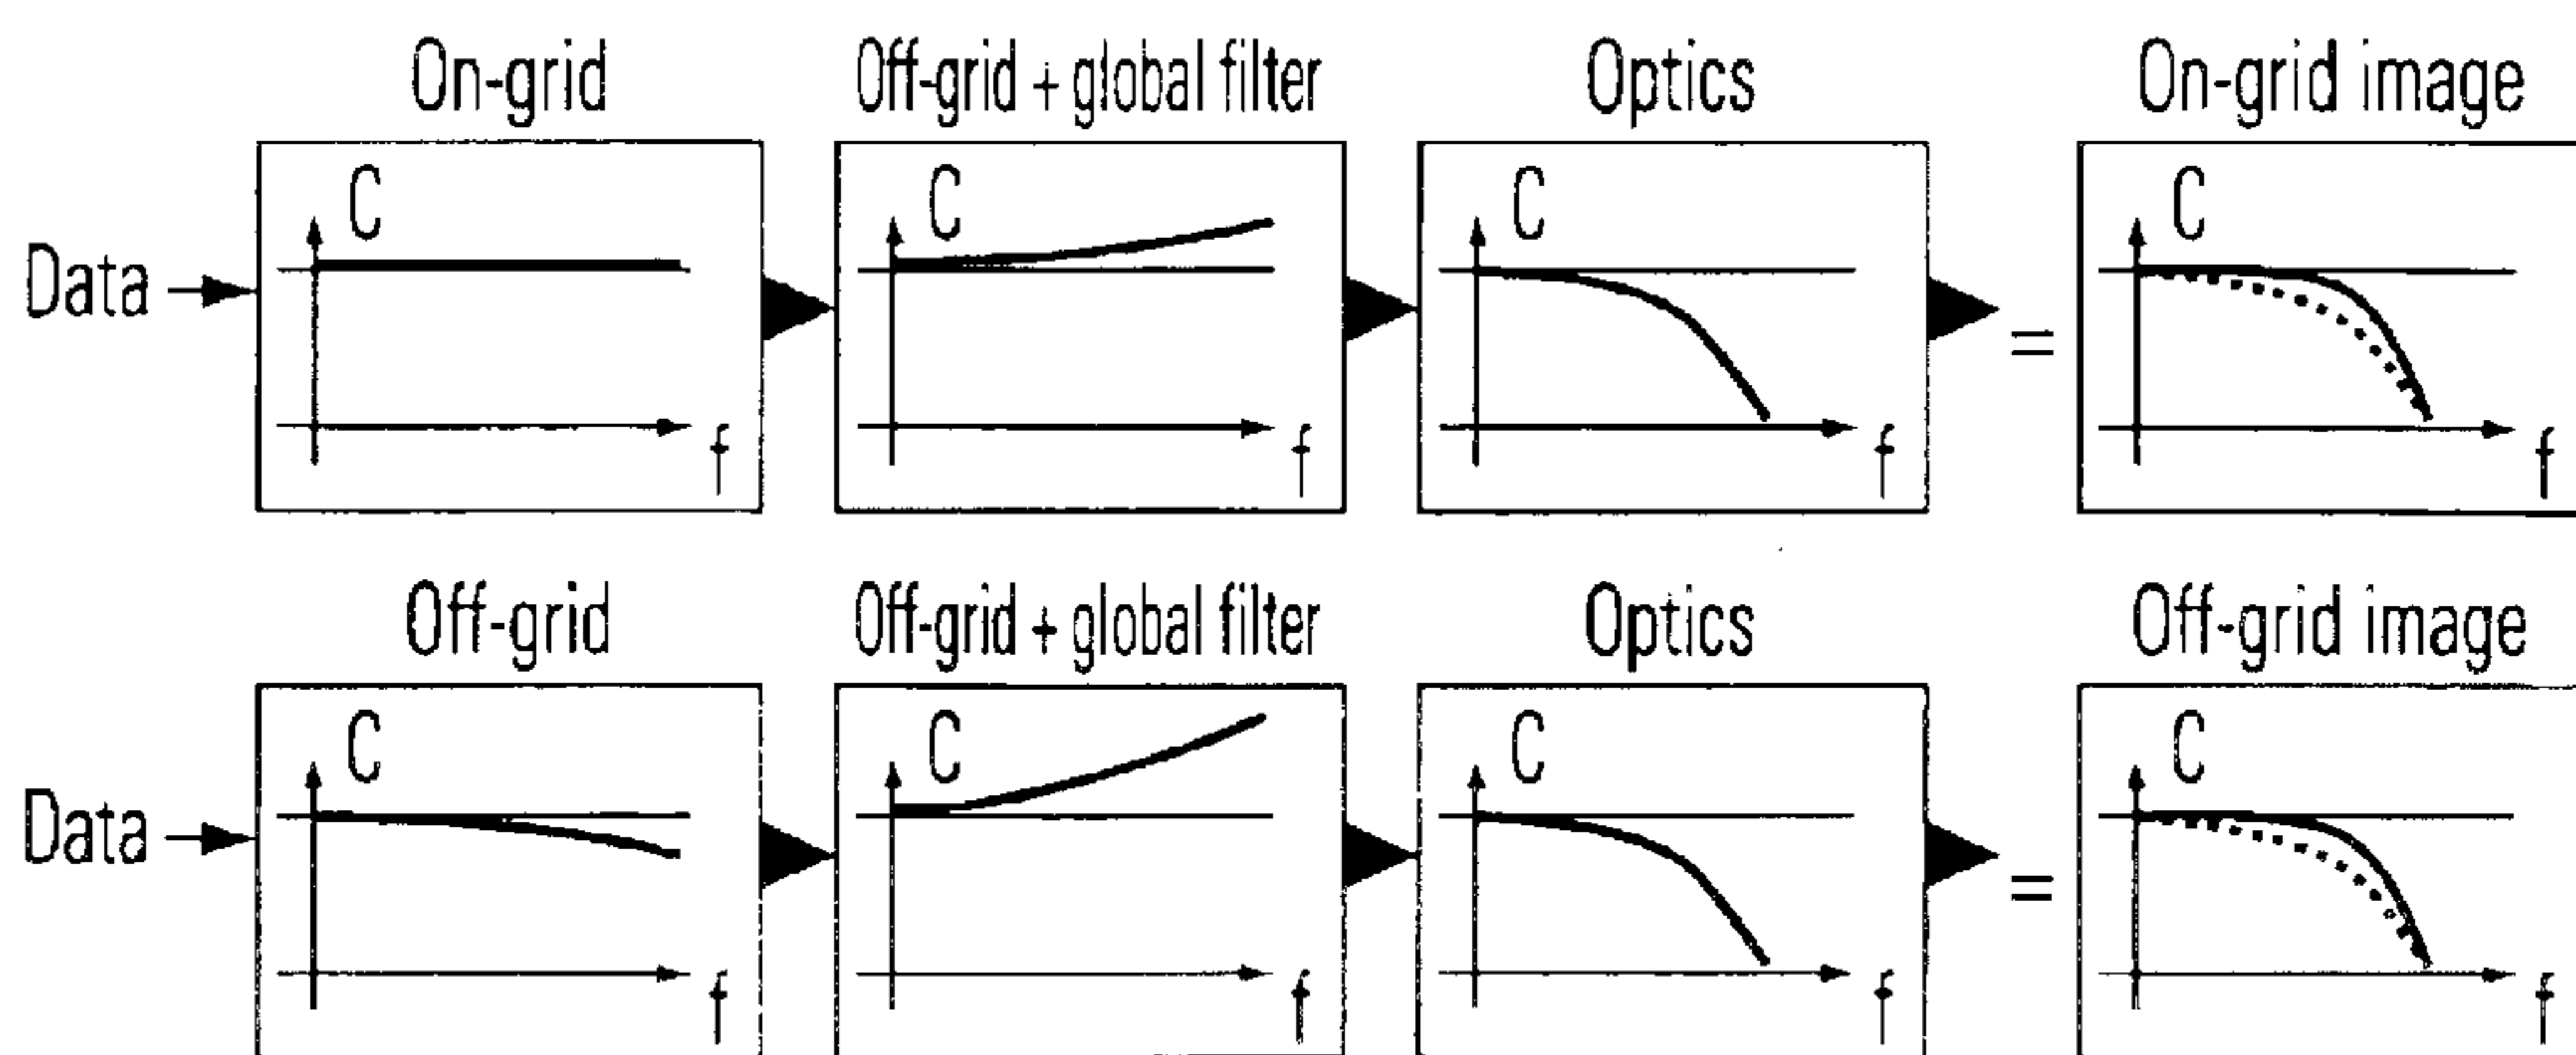 On-grid
Off-grid + global filter
Optics
On-grid image
Data
C
f
C
f
C
f
=
C
f
Off-grid
Off-grid + global filter
Optics
Off-grid image
Data
C
f
C
f
C
f
=
C
f